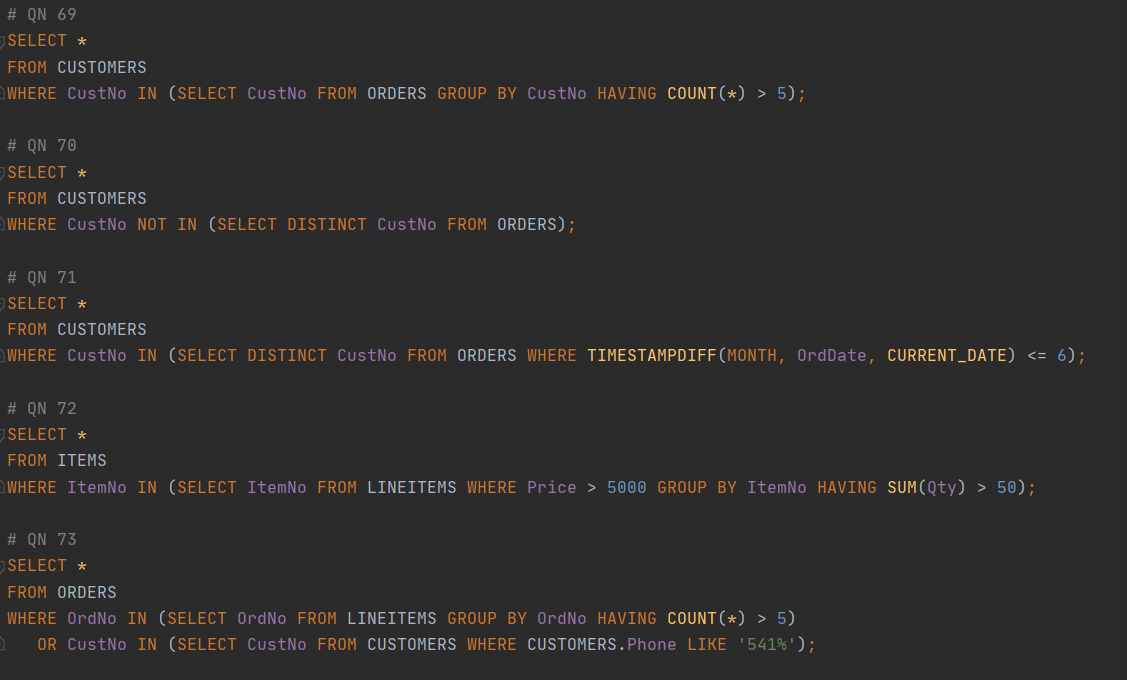 # QN 69
SELECT *
FROM CUSTOMERS
WHERE CustNo IN (SELECT CustNo FROM ORDERS GROUP BY CustNo HAVING COUNT(*) > 5);
# QN 70
SELECT *
FROM CUSTOMERS
WHERE CustNo NOT IN (SELECT DISTINCT CustNo FROM ORDERS);
# QN 71
SELECT *
FROM CUSTOMERS
WHERE CustNo IN (SELECT DISTINCT CustNo FROM ORDERS WHERE TIMESTAMPDIFF(MONTH, OrdDate, CURRENT_DATE) <= 6);
# QN 72
SELECT *
FROM ITEMS
WHERE ItemNo IN (SELECT ItemNo FROM LINEITEMS WHERE Price > 5000 GROUP BY ItemNo HAVING SUM(Qty) > 50);
# QN 73
SELECT *
FROM ORDERS
WHERE OrdNo IN (SELECT OrdNo FROM LINEITEMS GROUP BY OrdNo HAVING COUNT(*) > 5)
   OR CustNo IN (SELECT CustNo FROM CUSTOMERS WHERE CUSTOMERS.Phone LIKE '541%');